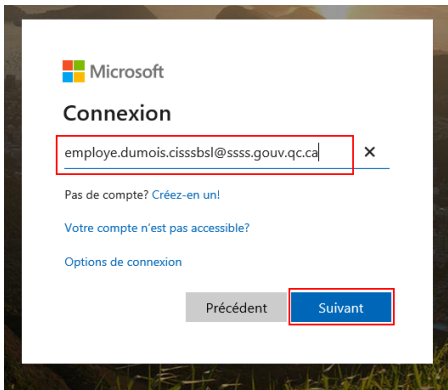 Microsoft
Connexion
employe.dumois.cisssbsl@ssss.gouv.qc.ca
Pas de compte? Créez-en un!
Votre compte n'est pas accessible?
Options de connexion
Précédent Suivant